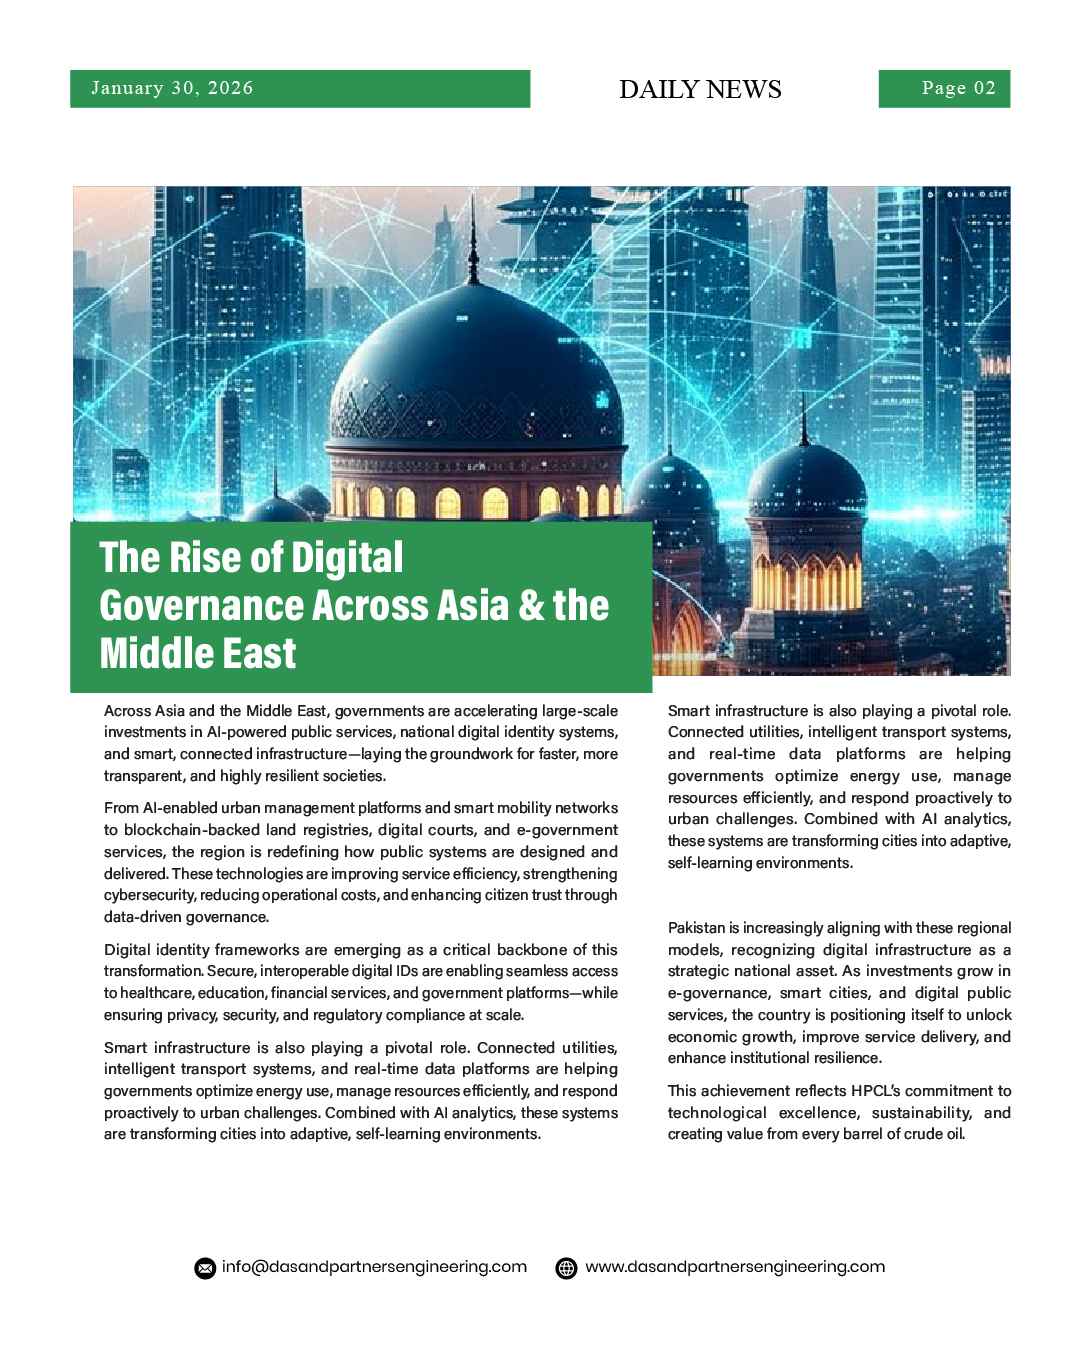 January 30, 2026
DAILY NEWS
Page 02
The Rise of Digital
Governance Across Asia & the
Middle East
Across Asia and the Middle East, governments are accelerating large-scale
investments in AI-powered public services, national digital identity systems,
and smart, connected infrastructure—laying the groundwork for faster, more
transparent, and highly resilient societies.
From AI-enabled urban management platforms and smart mobility networks
to blockchain-backed land registries, digital courts, and e-government
services, the region is redefining how public systems are designed and
delivered. These technologies are improving service efficiency, strengthening
cybersecurity, reducing operational costs, and enhancing citizen trust through
data-driven governance.
Digital identity frameworks are emerging as a critical backbone of this
transformation. Secure, interoperable digital IDs are enabling seamless access
to healthcare, education, financial services, and government platforms—while
ensuring privacy, security, and regulatory compliance at scale.
Smart infrastructure is also playing a pivotal role. Connected utilities,
intelligent transport systems, and real-time data platforms are helping
governments optimize energy use, manage resources efficiently, and respond
proactively to urban challenges. Combined with AI analytics, these systems
are transforming cities into adaptive, self-learning environments.
Smart infrastructure is also playing a pivotal role.
Connected utilities, intelligent transport systems,
and real-time data platforms are helping
governments optimize energy use, manage
resources efficiently, and respond proactively to
urban challenges. Combined with AI analytics,
these systems are transforming cities into adaptive,
self-learning environments.
Pakistan is increasingly aligning with these regional
models, recognizing digital infrastructure as a
strategic national asset. As investments grow in
e-governance, smart cities, and digital public
services, the country is positioning itself to unlock
economic growth, improve service delivery, and
enhance institutional resilience.
This achievement reflects HPCL's commitment to
technological excellence, sustainability, and
creating value from every barrel of crude oil.
info@dasandpartnersengineering.com
www.dasandpartnersengineering.com